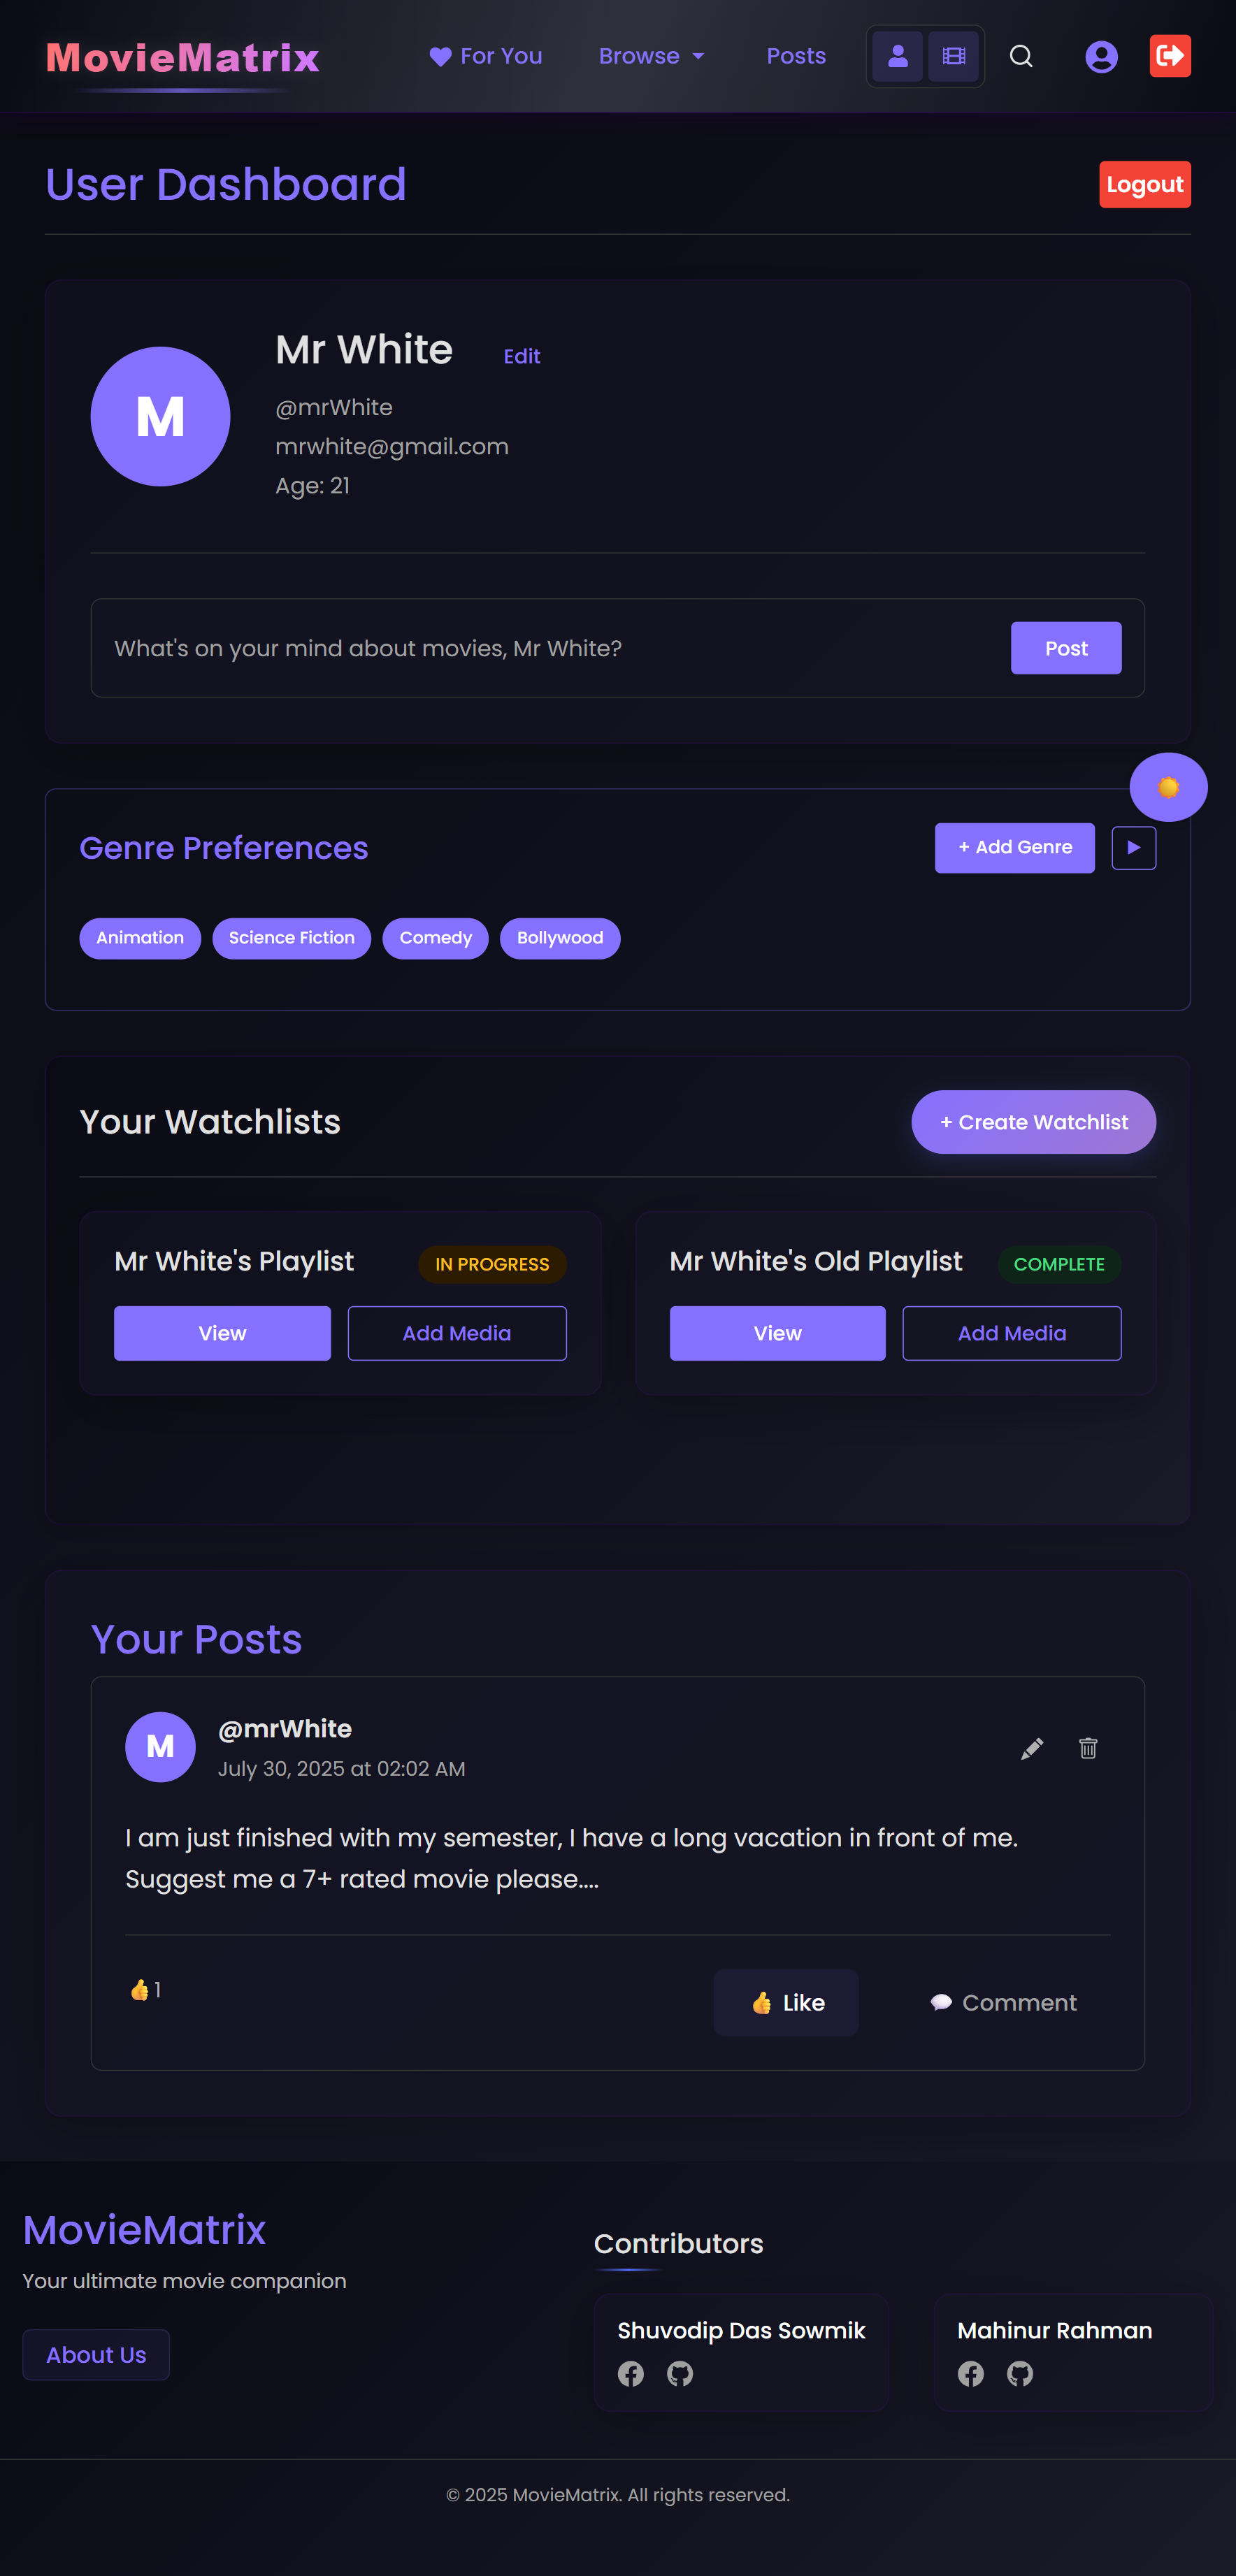 MovieMatrix
For You
Browse
Posts
User Dashboard
Logout
M
Mr White
Edit
@mrWhite
mrwhite@gmail.com
Age: 21
What's on your mind about movies, Mr White?
Post
Genre Preferences
+ Add Genre
Animation
Science Fiction
Comedy
Bollywood
Your Watchlists
+ Create Watchlist
Mr White's Playlist
IN PROGRESS
View
Add Media
Mr White's Old Playlist
COMPLETE
View
Add Media
Your Posts
M
@mrWhite
July 30, 2025 at 02:02 AM
I am just finished with my semester, I have a long vacation in front of me.
Suggest me a 7+ rated movie please....
👍 1
👍 Like
💬 Comment
MovieMatrix
Your ultimate movie companion
About Us
Contributors
Shuvodip Das Sowmik
Mahinur Rahman
© 2025 MovieMatrix. All rights reserved.